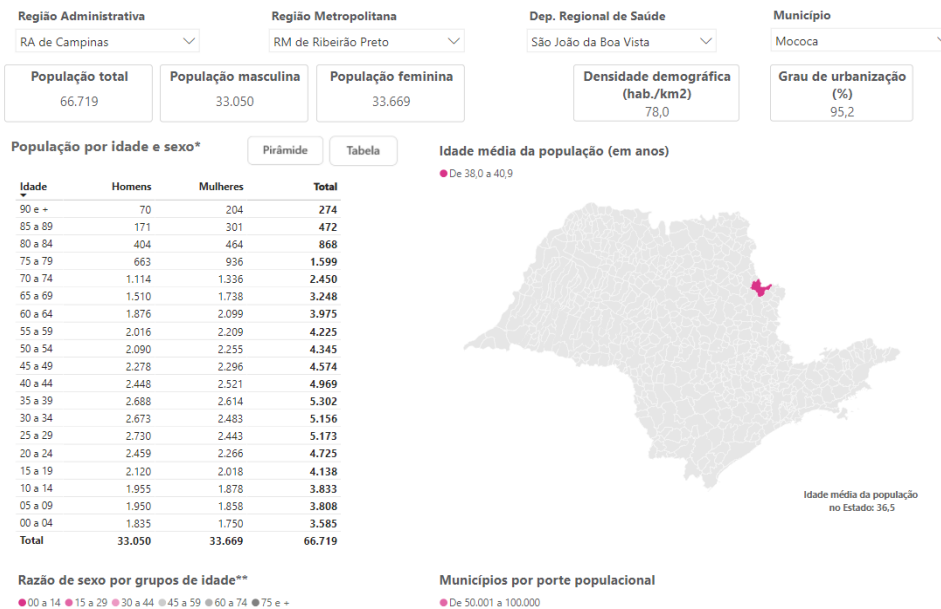 Região Administrativa
Região Metropolitana
Dep. Regional de Saúde
Município
RA de Campinas
RM de Ribeirão Preto
São João da Boa Vista
Mococa
População total
66.719
População masculina
33.050
População feminina
33.669
Densidade demográfica
(hab./km2)
78,0
Grau de urbanização
(%)
95,2
População por idade e sexo*
Pirâmide
Tabela
Idade Homens Mulheres Total
90 e + 70 204 274
85 a 89 171 301 472
80 a 84 404 464 868
75 a 79 663 936 1.599
70 a 74 1.114 1.336 2.450
65 a 69 1.510 1.738 3.248
60 a 64 1.876 2.099 3.975
55 a 59 2.016 2.209 4.225
50 a 54 2.090 2.255 4.345
45 a 49 2.278 2.296 4.574
40 a 44 2.448 2.521 4.969
35 a 39 2.688 2.614 5.302
30 a 34 2.673 2.483 5.156
25 a 29 2.730 2.443 5.173
20 a 24 2.459 2.266 4.725
15 a 19 2.120 2.018 4.138
10 a 14 1.955 1.878 3.833
05 a 09 1.950 1.858 3.808
00 a 04 1.835 1.750 3.585
Total 33.050 33.669 66.719
Idade média da população (em anos)
De 38,0 a 40,9
Idade média da população
no Estado: 36,5
Razão de sexo por grupos de idade**
00 a 14 15 a 29 30 a 44 45 a 59 60 a 74 75 e +
Municípios por porte populacional
De 50.001 a 100.000